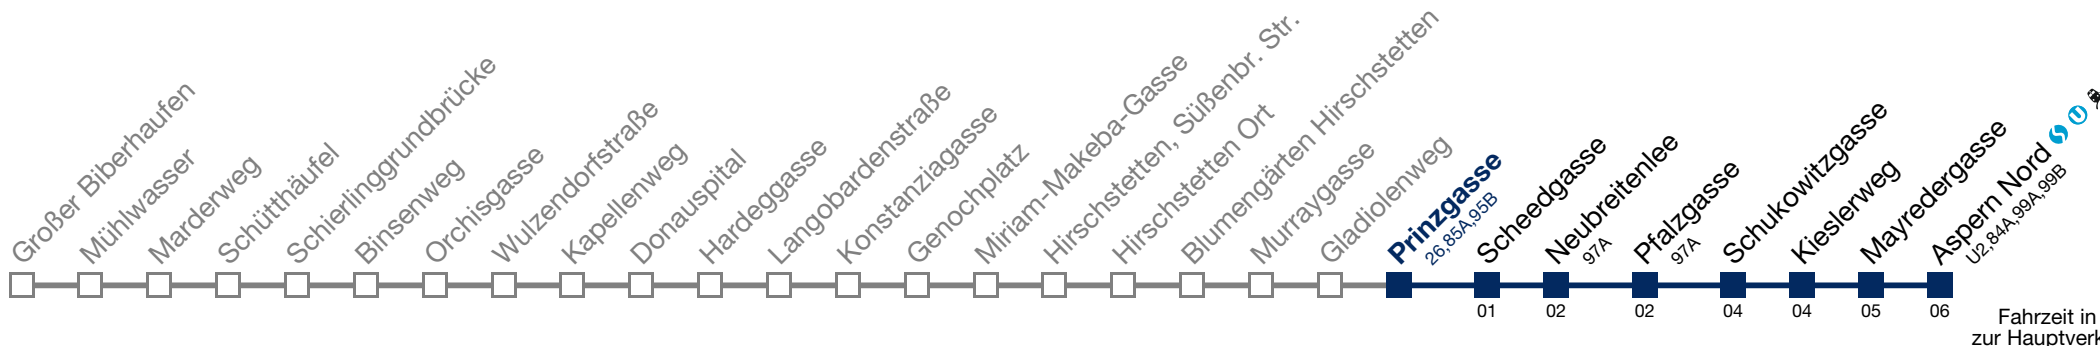 Großer Biberhaufen
Mühlwasser
Marderweg
Schütthäufel
Schierlinggrundbrücke
Binsenweg
Orchisgasse
Wulzendorfstraße
Kapellenweg
Donauspital
Hardeggasse
Langobardenstraße
Konstanziagasse
Genochplatz
Miriam-Makeba-Gasse
Hirschstetten, Süßenbr. Str.
Hirschstetten Ort
Blumengärten Hirschstetten
Murraygasse
Gladiolenweg
Prinzgasse
26,85A,95B
Scheedgasse
01
Neubreitenlee
97A
02
Pfalzgasse
97A
02
Schukowitzgasse
04
Kieslerweg
04
Mayredergasse
05
Aspern Nord S U
U2,84A,99A,99B
06
Fahrzeit in
zur Hauptverk